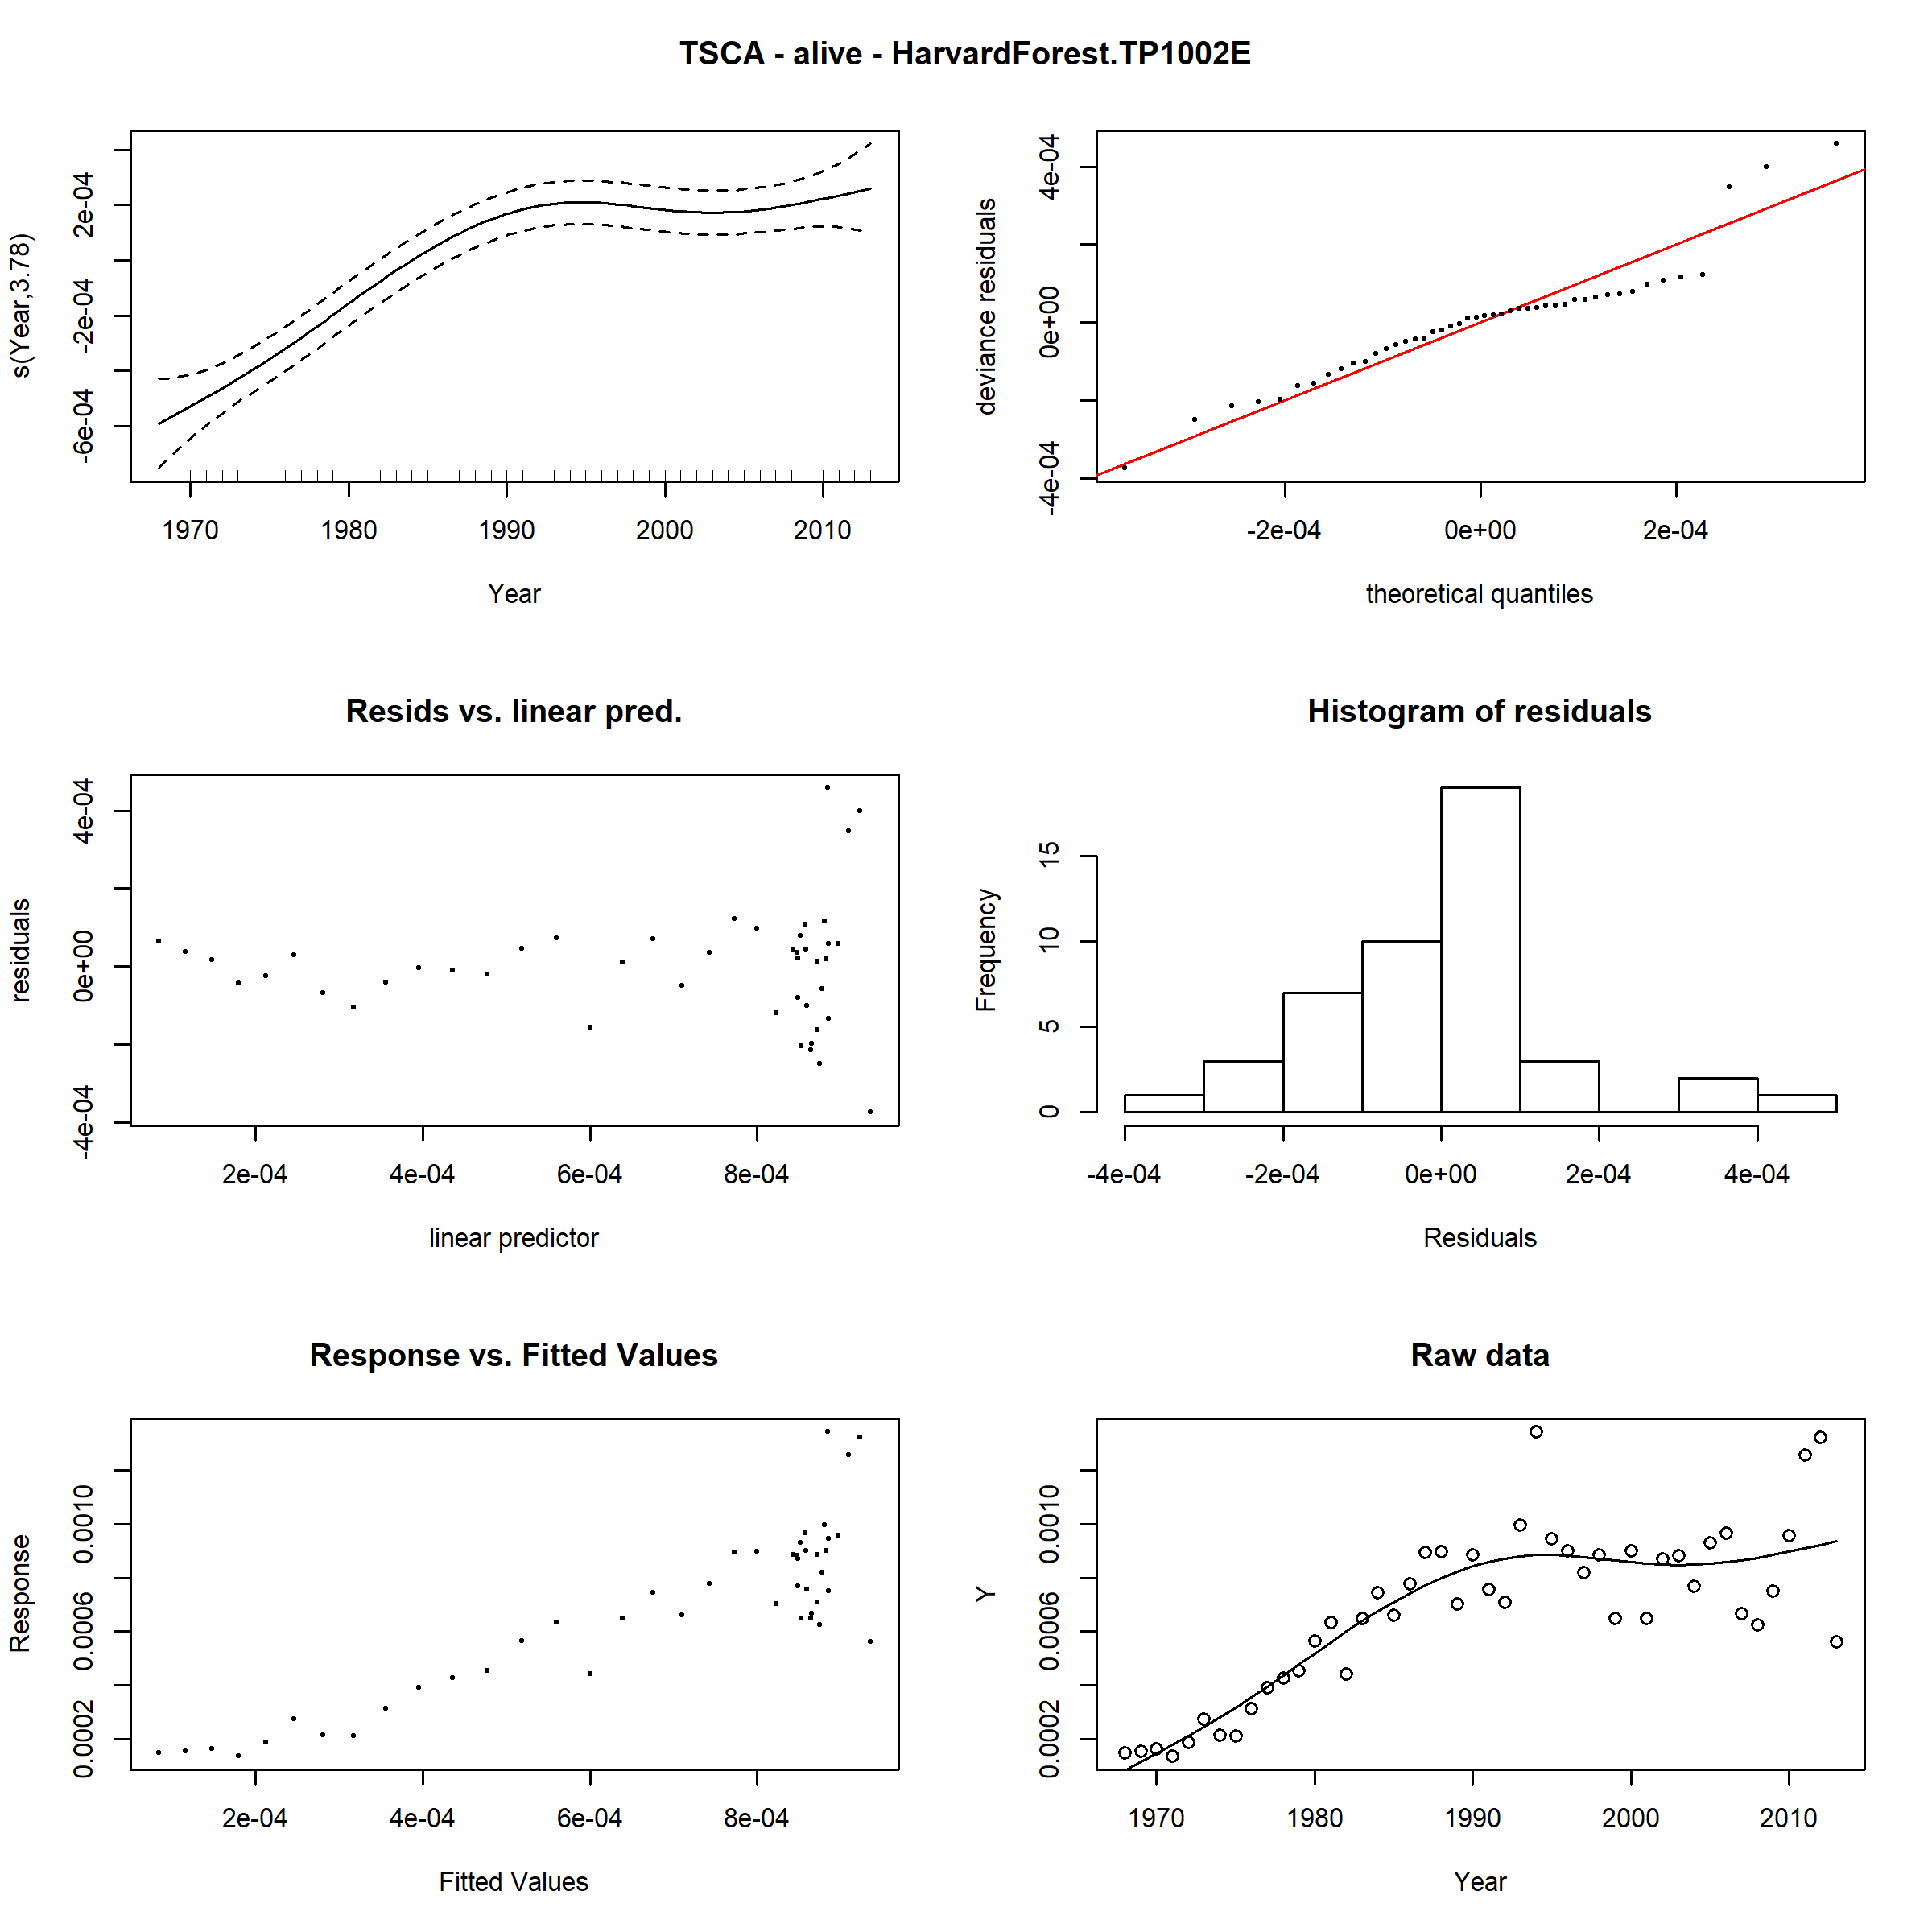 TSCA - alive - HarvardForest.TP1002E
s(Year,3.78)
-6e-04 -2e-04 2e-04
1970 1980 1990 2000 2010
Year
deviance residuals
-4e-04 0e+00 4e-04
-2e-04 0e+00 2e-04
theoretical quantiles
Resids vs. linear pred.
residuals
-4e-04 0e+00 4e-04
2e-04 4e-04 6e-04 8e-04
linear predictor
Histogram of residuals
Frequency
0 5 10 15
-4e-04 -2e-04 0e+00 2e-04 4e-04
Residuals
Response vs. Fitted Values
Response
0.0002 0.0006 0.0010
2e-04 4e-04 6e-04 8e-04
Fitted Values
Raw data
Y
0.0002 0.0006 0.0010
1970 1980 1990 2000 2010
Year